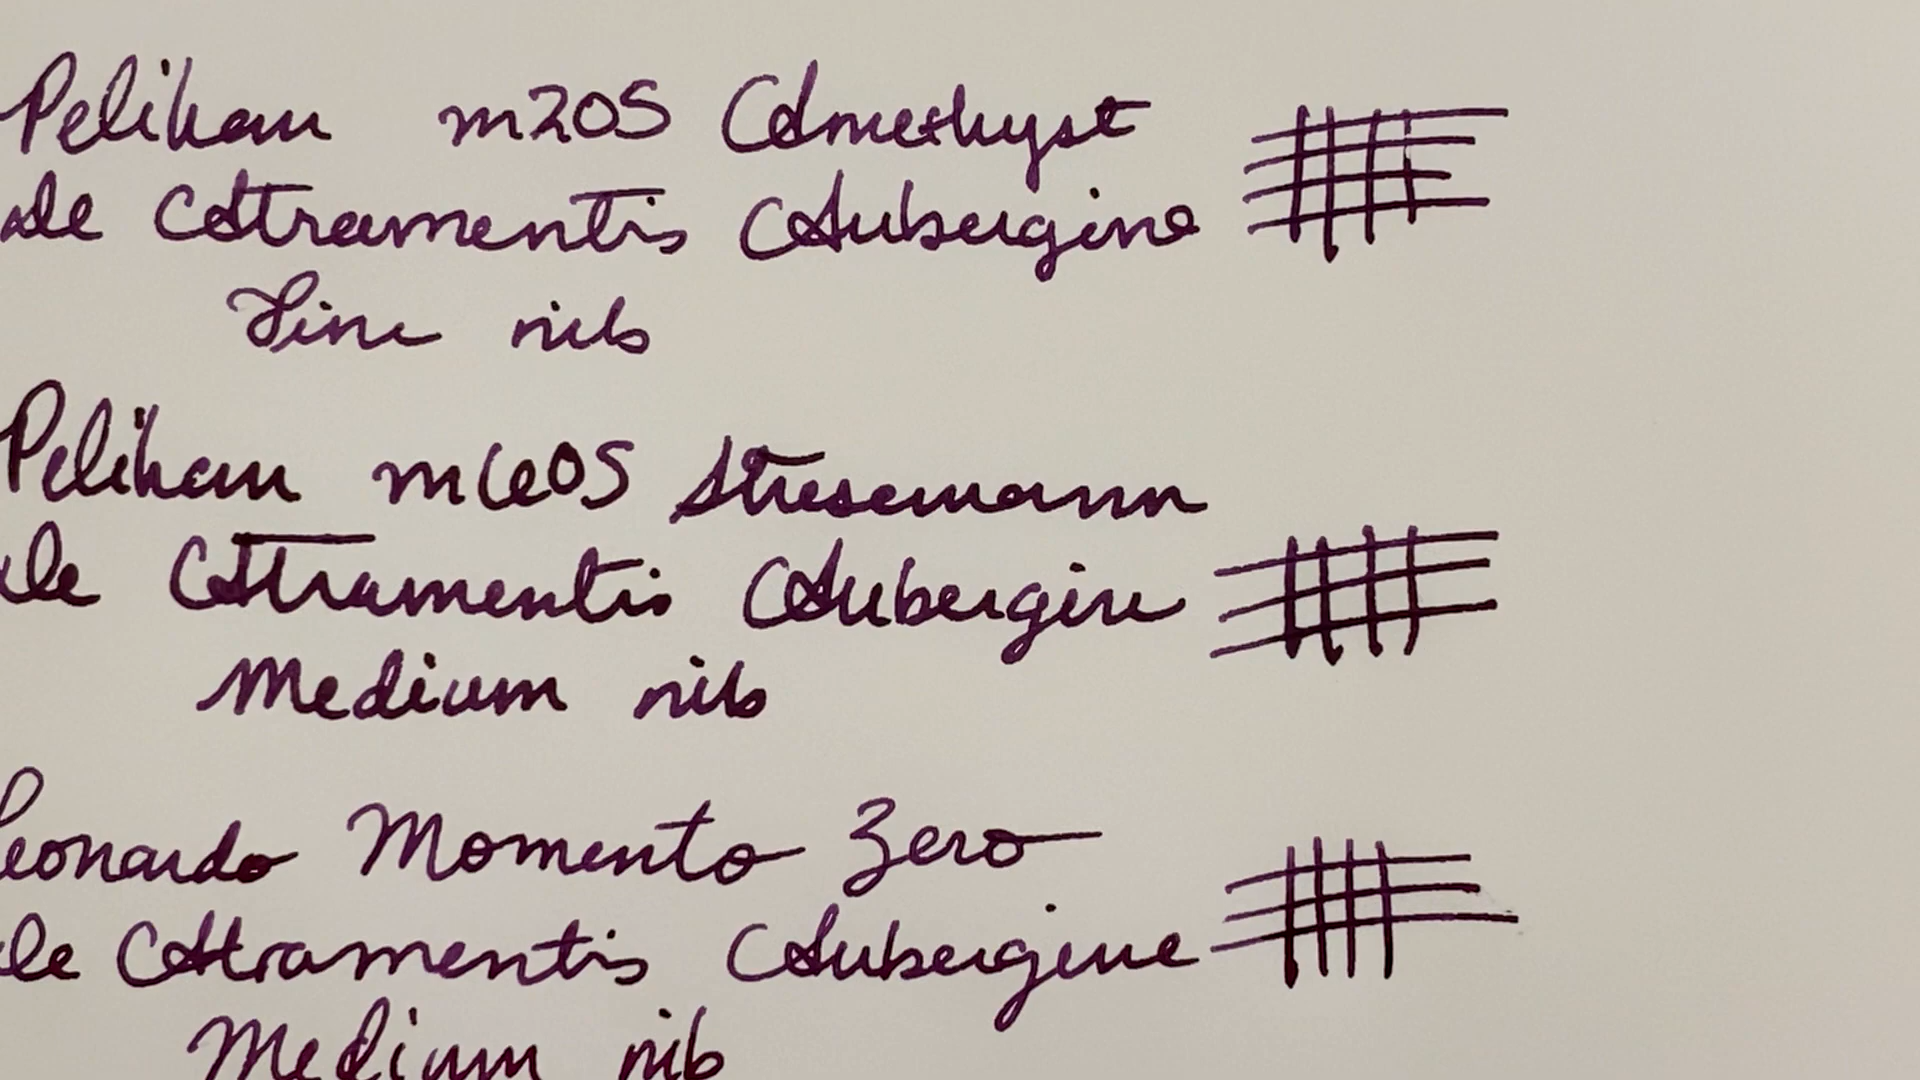 Pelikan m205 Amethyst
de Atramentis Aubergine
Fine nib
Pelikan m605 Stresemann
de Atramentis Aubergine
Medium nib
Leonardo Momento Zero
de Atramentis Aubergine
Medium nib